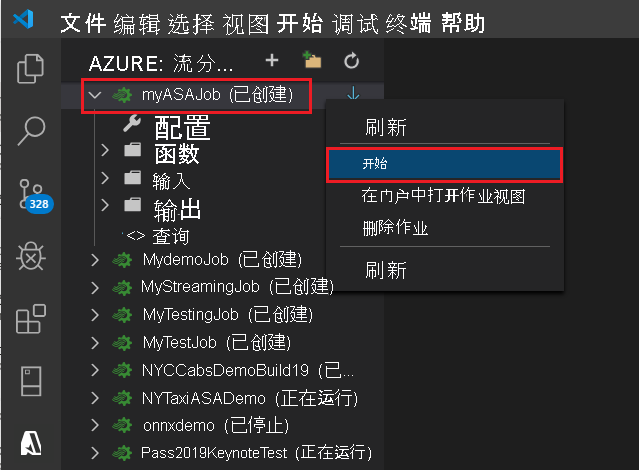 文件 编辑 选择 视图 开始 调试 终端 帮助
AZURE: 流分...
myASAJob (已创建)
配置
函数
输入
输出
<> 查询
MydemoJob (已创建)
MyStreamingJob (已创建)
MyTestingJob (已创建)
MyTestJob (已创建)
NYCCabsDemoBuild19 (已...
NYTaxiASADemo (正在运行)
onnxdemo (已停止)
Pass2019KeynoteTest (正在运行)
328
刷新
开始
在门户中打开作业视图
删除作业
刷新